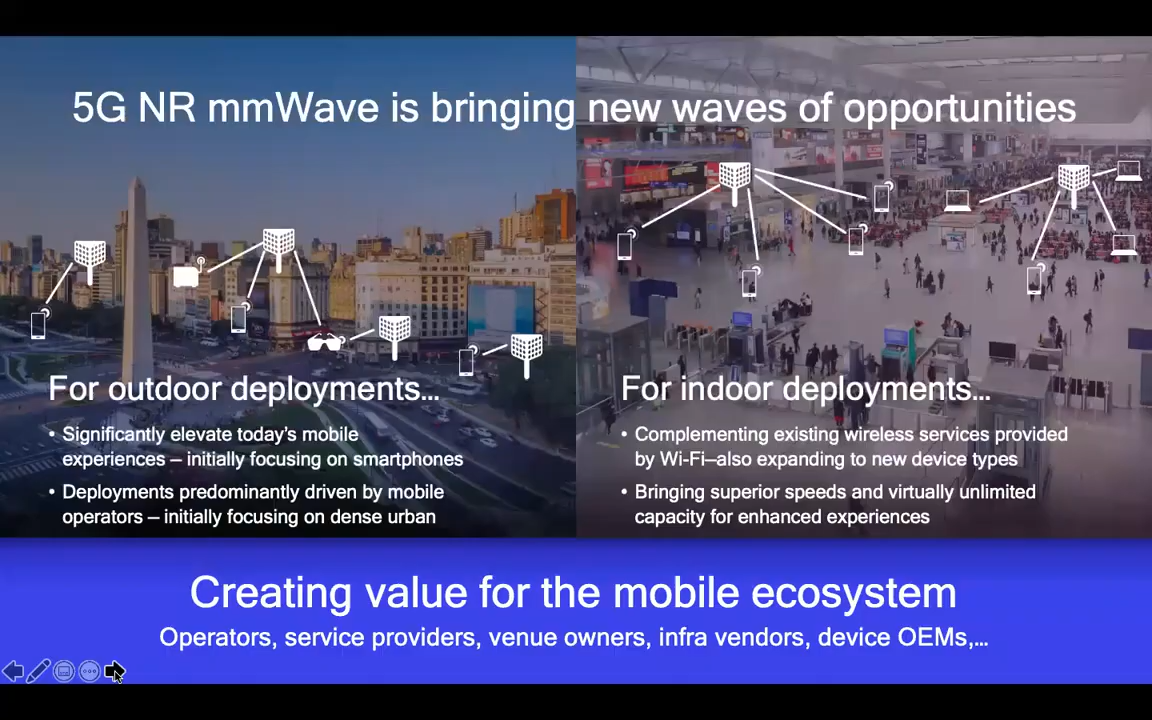 5G NR mmWave is bringing new waves of opportunities
For outdoor deployments...
• Significantly elevate today's mobile
experiences – initially focusing on smartphones
• Deployments predominantly driven by mobile
operators – initially focusing on dense urban
For indoor deployments...
• Complementing existing wireless services provided
by Wi-Fi–also expanding to new device types
• Bringing superior speeds and virtually unlimited
capacity for enhanced experiences
Creating value for the mobile ecosystem
Operators, service providers, venue owners, infra vendors, device OEMs,...